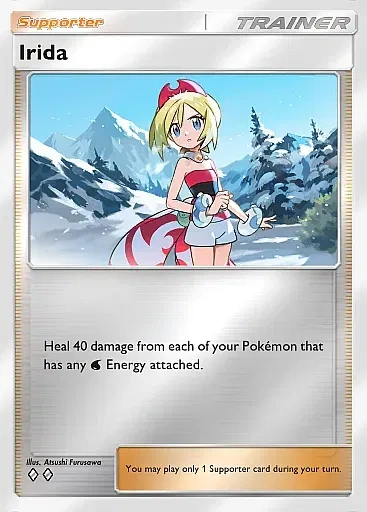 Supporter
TRAINER
Irida
Heal 40 damage from each of your Pokémon that
has any Energy attached.
Illus. Atsushi Furusawa
You may play only 1 Supporter card during your turn.